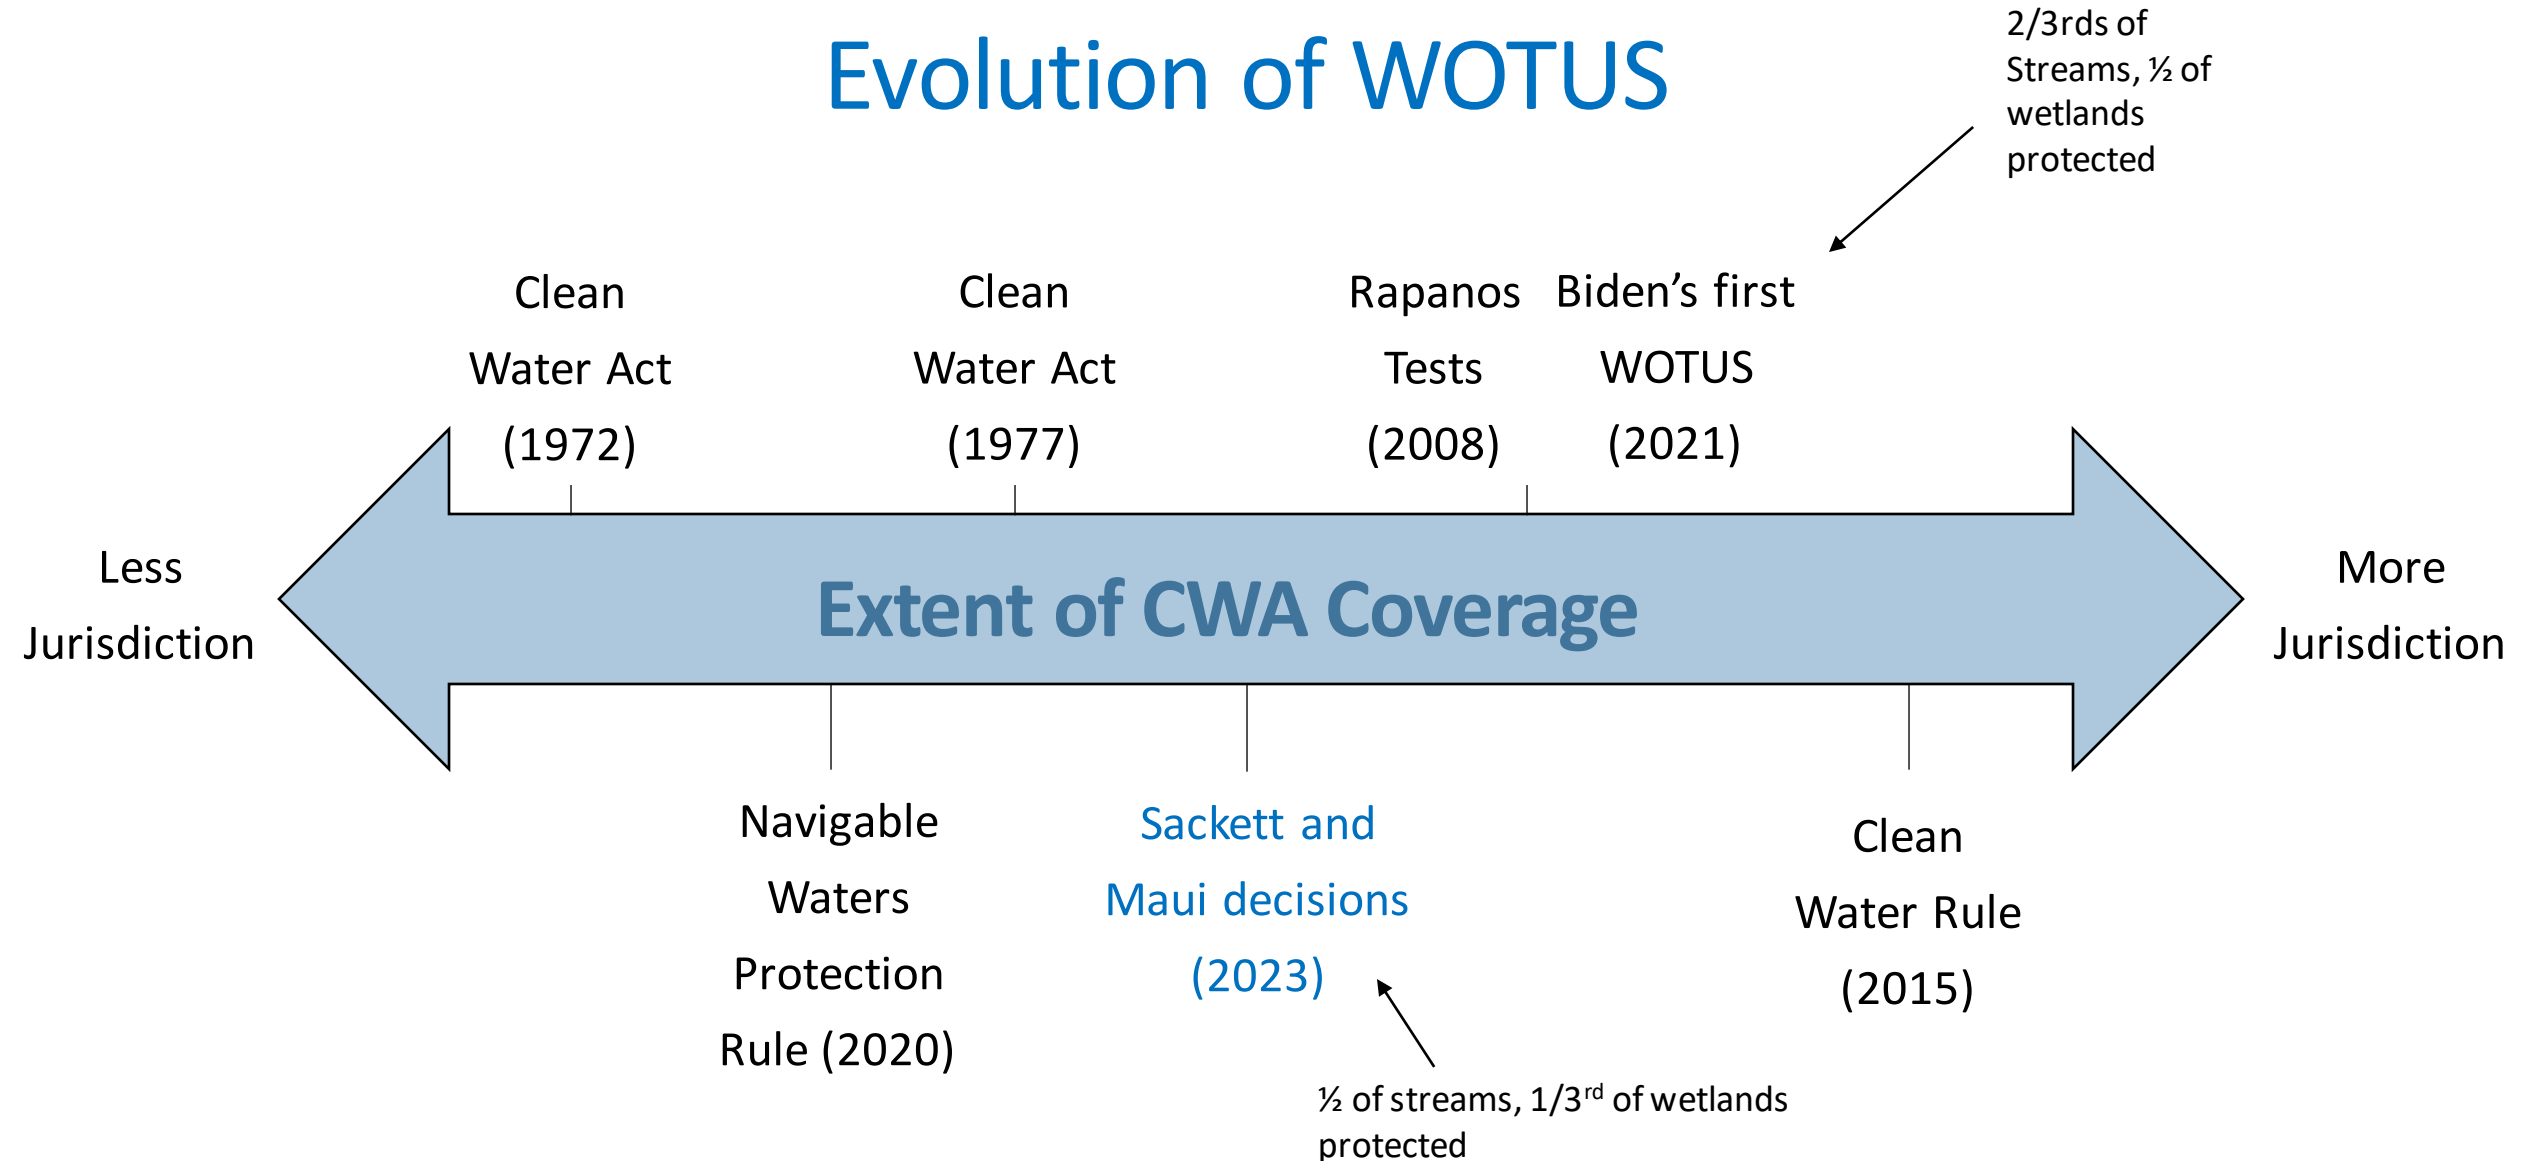 Evolution of WOTUS
2/3rds of
Streams, ½ of
wetlands
protected
Clean
Water Act
(1972)
Clean
Water Act
(1977)
Rapanos
Tests
(2008)
Biden’s first
WOTUS
(2021)
Less
Jurisdiction
Extent of CWA Coverage
More
Jurisdiction
Navigable
Waters
Protection
Rule (2020)
Sackett and
Maui decisions
(2023)
Clean
Water Rule
(2015)
½ of streams, 1/3rd of wetlands
protected